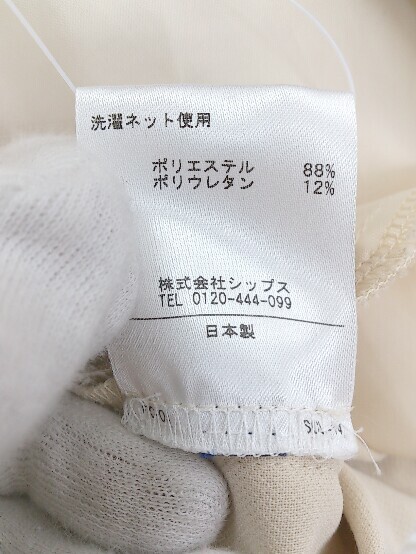 洗濯ネット使用
ポリエステル 88%
ポリウレタン 12%
株式会社シップス
TEL 0120-444-099
日本製